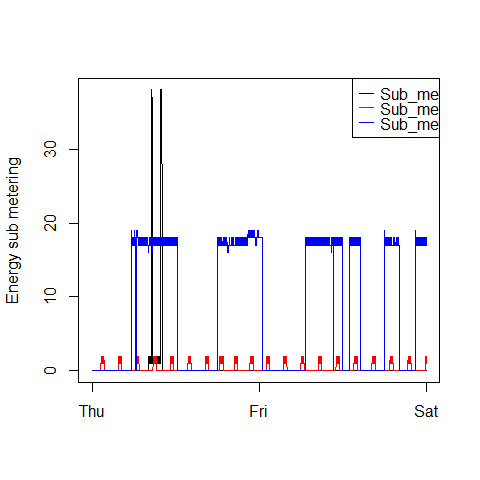 Sub_me
Sub_me
Sub_me
Energy sub metering
30
20
10
0
Thu Fri Sat